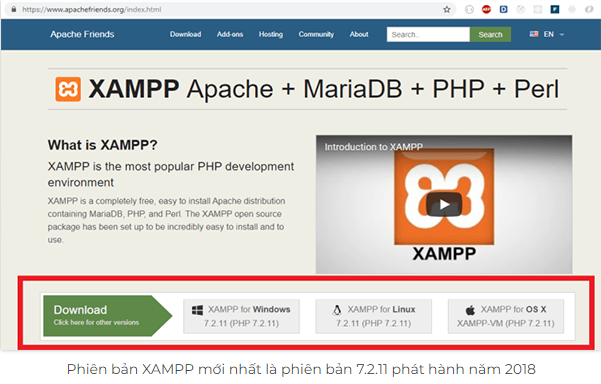 https://www.apachefriends.org/index.html
Apache Friends Download Add-ons Hosting Community About Search.. Search EN
XAMPP Apache + MariaDB + PHP + Perl
What is XAMPP?
XAMPP is the most popular PHP development
environment
XAMPP is a completely free, easy to install Apache distribution
containing MariaDB, PHP, and Perl. The XAMPP open source
package has been set up to be incredibly easy to install and to
use.
Introduction to XAMPP
XAMPP
Download
Click here for other versions
XAMPP for Windows
7.2.11 (PHP 7.2.11)
XAMPP for Linux
7.2.11 (PHP 7.2.11)
XAMPP for OS X
XAMPP-VM (PHP 7.2.11)
Phiên bản XAMPP mới nhất là phiên bản 7.2.11 phát hành năm 2018